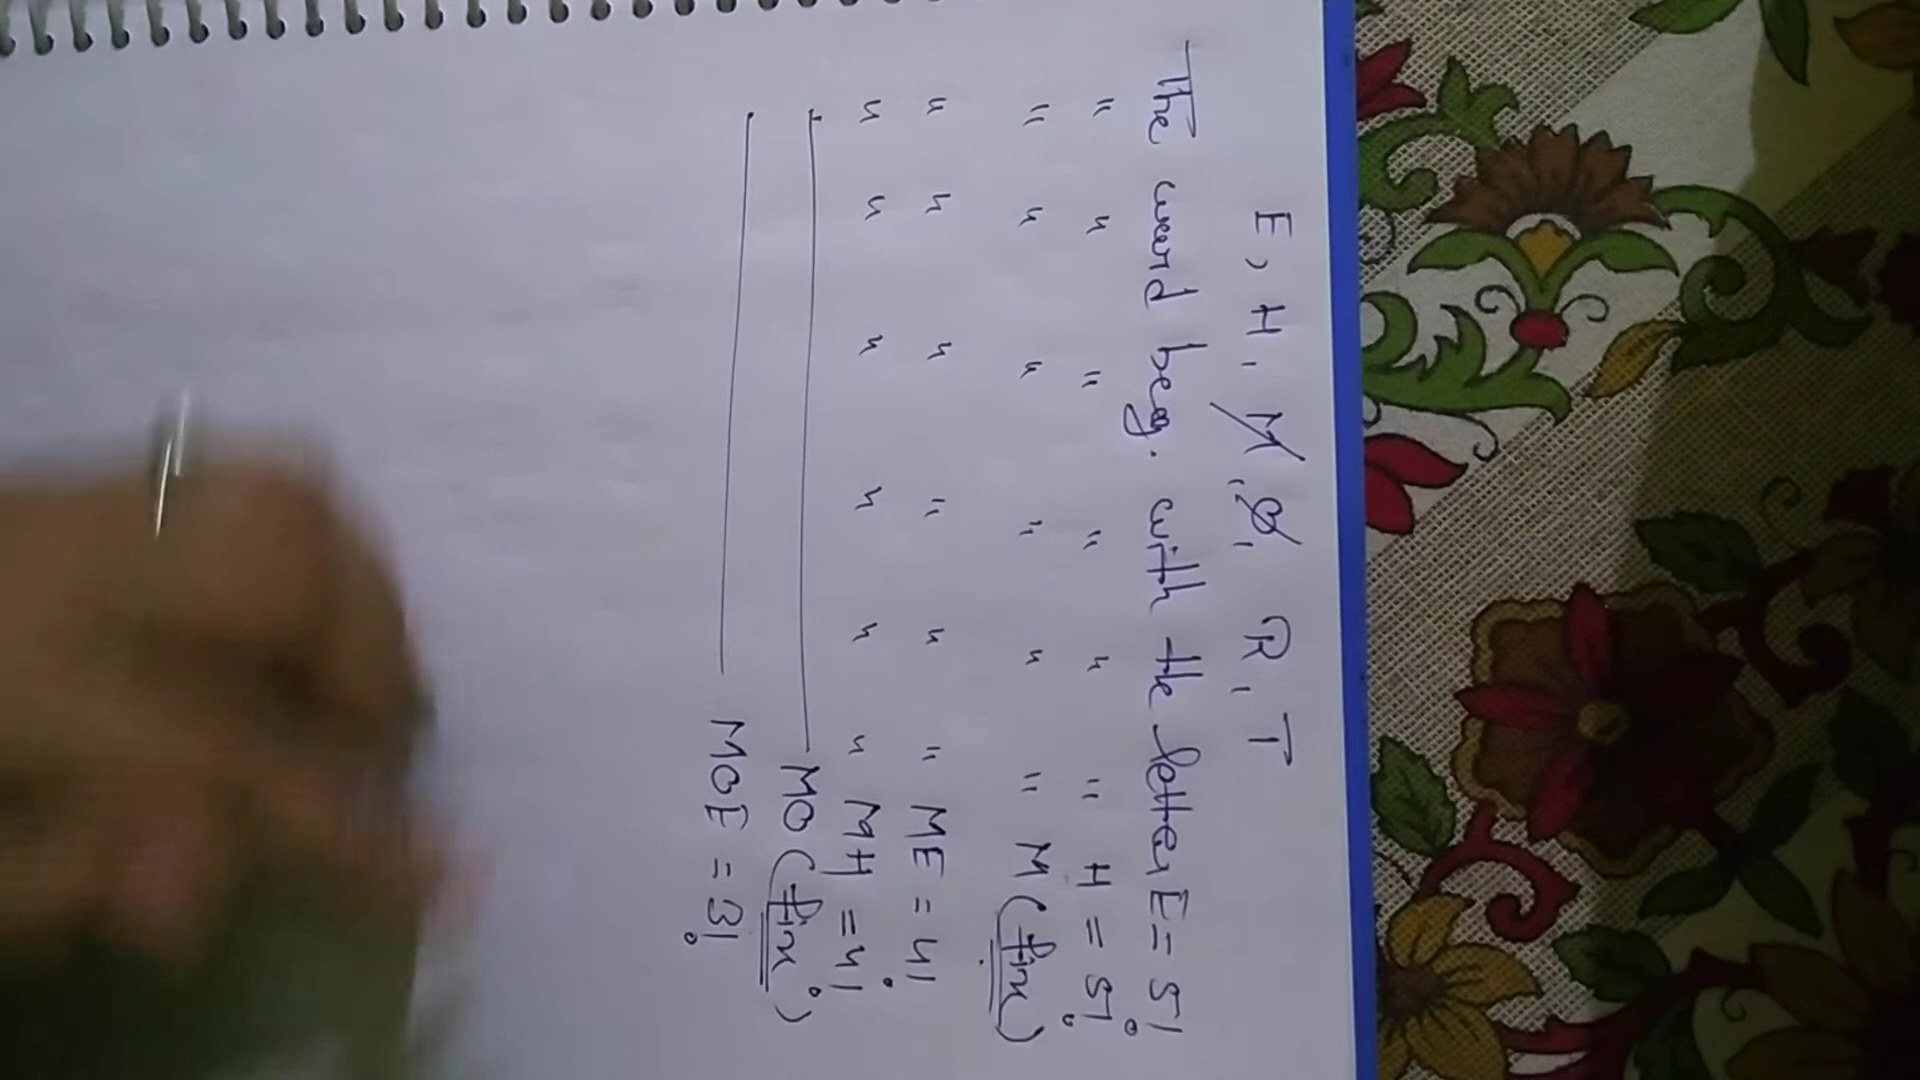 E, H, M, O, R, T
The word beg. with the letter E = 5!
" " " " " " H = 5!
" " " " " " M (fix)
" " " " " " ME = 4!
" " " " " " MH = 4!
MO (fix)
MOE = 3!